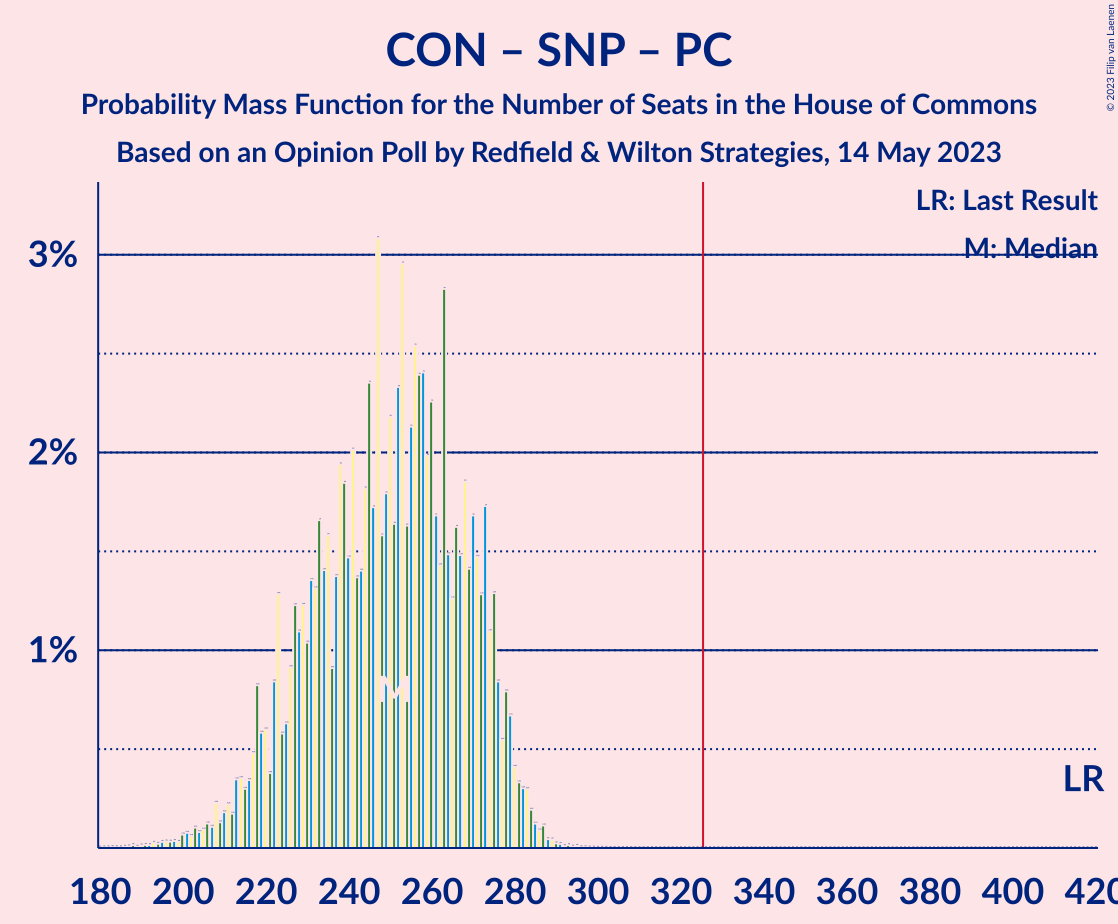 CON – SNP – PC
Probability Mass Function for the Number of Seats in the House of Commons
Based on an Opinion Poll by Redfield & Wilton Strategies, 14 May 2023
© 2023 Filip van Laenen
LR: Last Result
M: Median
3%
2%
1%
M
LR
180 200 220 240 260 280 300 320 340 360 380 400 420